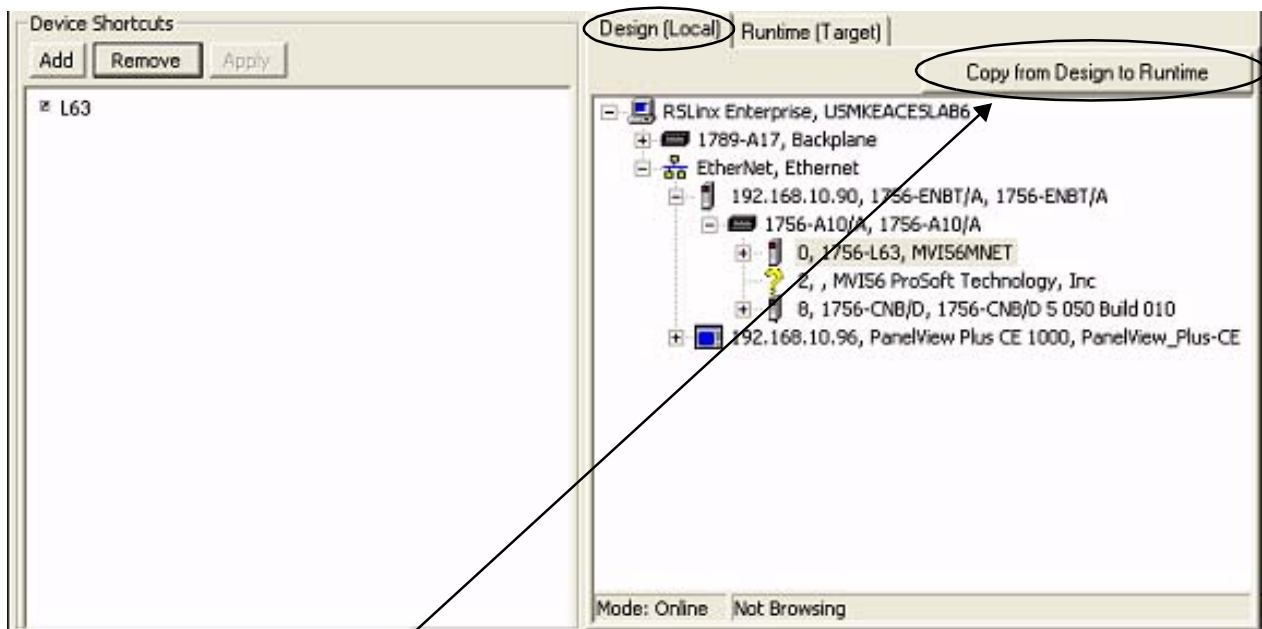 Device Shortcuts
Add
Remove
Apply
L63
Design (Local)
Runtime (Target)
Copy from Design to Runtime
RSLinx Enterprise, USMKEACESLAB6
1789-A17, Backplane
EtherNet, Ethernet
192.168.10.90, 1756-ENBT/A, 1756-ENBT/A
1756-A10/A, 1756-A10/A
0, 1756-L63, MVI56MNET
2, , MVI56 ProSoft Technology, Inc
8, 1756-CNB/D, 1756-CNB/D 5 050 Build 010
192.168.10.96, PanelView Plus CE 1000, PanelView_Plus-CE
Mode: Online
Not Browsing